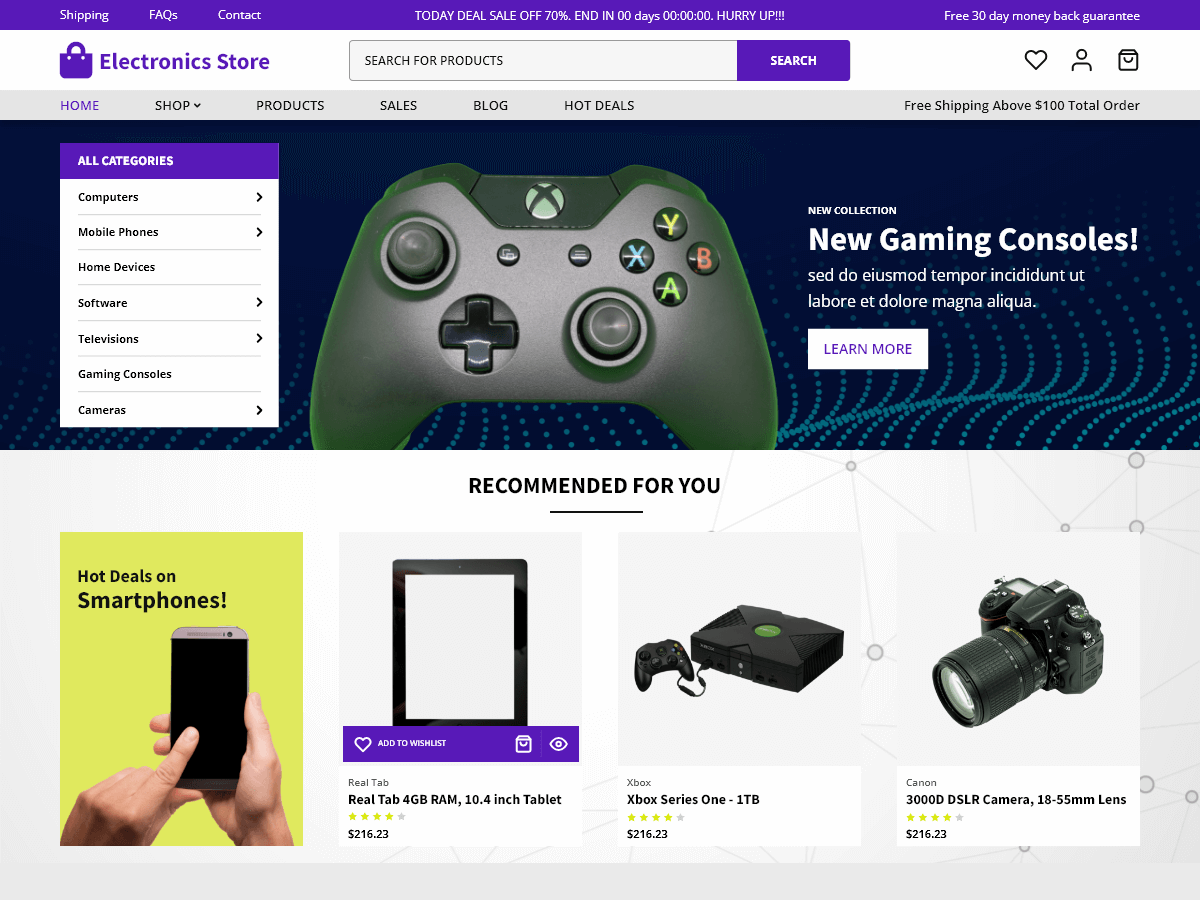 Shipping FAQs Contact TODAY DEAL SALE OFF 70%. END IN 00 days 00:00:00. HURRY UP!!! Free 30 day money back guarantee
Electronics Store SEARCH FOR PRODUCTS SEARCH
HOME SHOP PRODUCTS SALES BLOG HOT DEALS Free Shipping Above $100 Total Order
ALL CATEGORIES
Computers
Mobile Phones
Home Devices
Software
Televisions
Gaming Consoles
Cameras
Y
X B
A
NEW COLLECTION
New Gaming Consoles!
sed do eiusmod tempor incididunt ut
labore et dolore magna aliqua.
LEARN MORE
RECOMMENDED FOR YOU
Hot Deals on
Smartphones!
ADD TO WISHLIST
Real Tab
Real Tab 4GB RAM, 10.4 inch Tablet
$216.23
Xbox
Xbox Series One - 1TB
$216.23
Canon
3000D DSLR Camera, 18-55mm Lens
$216.23